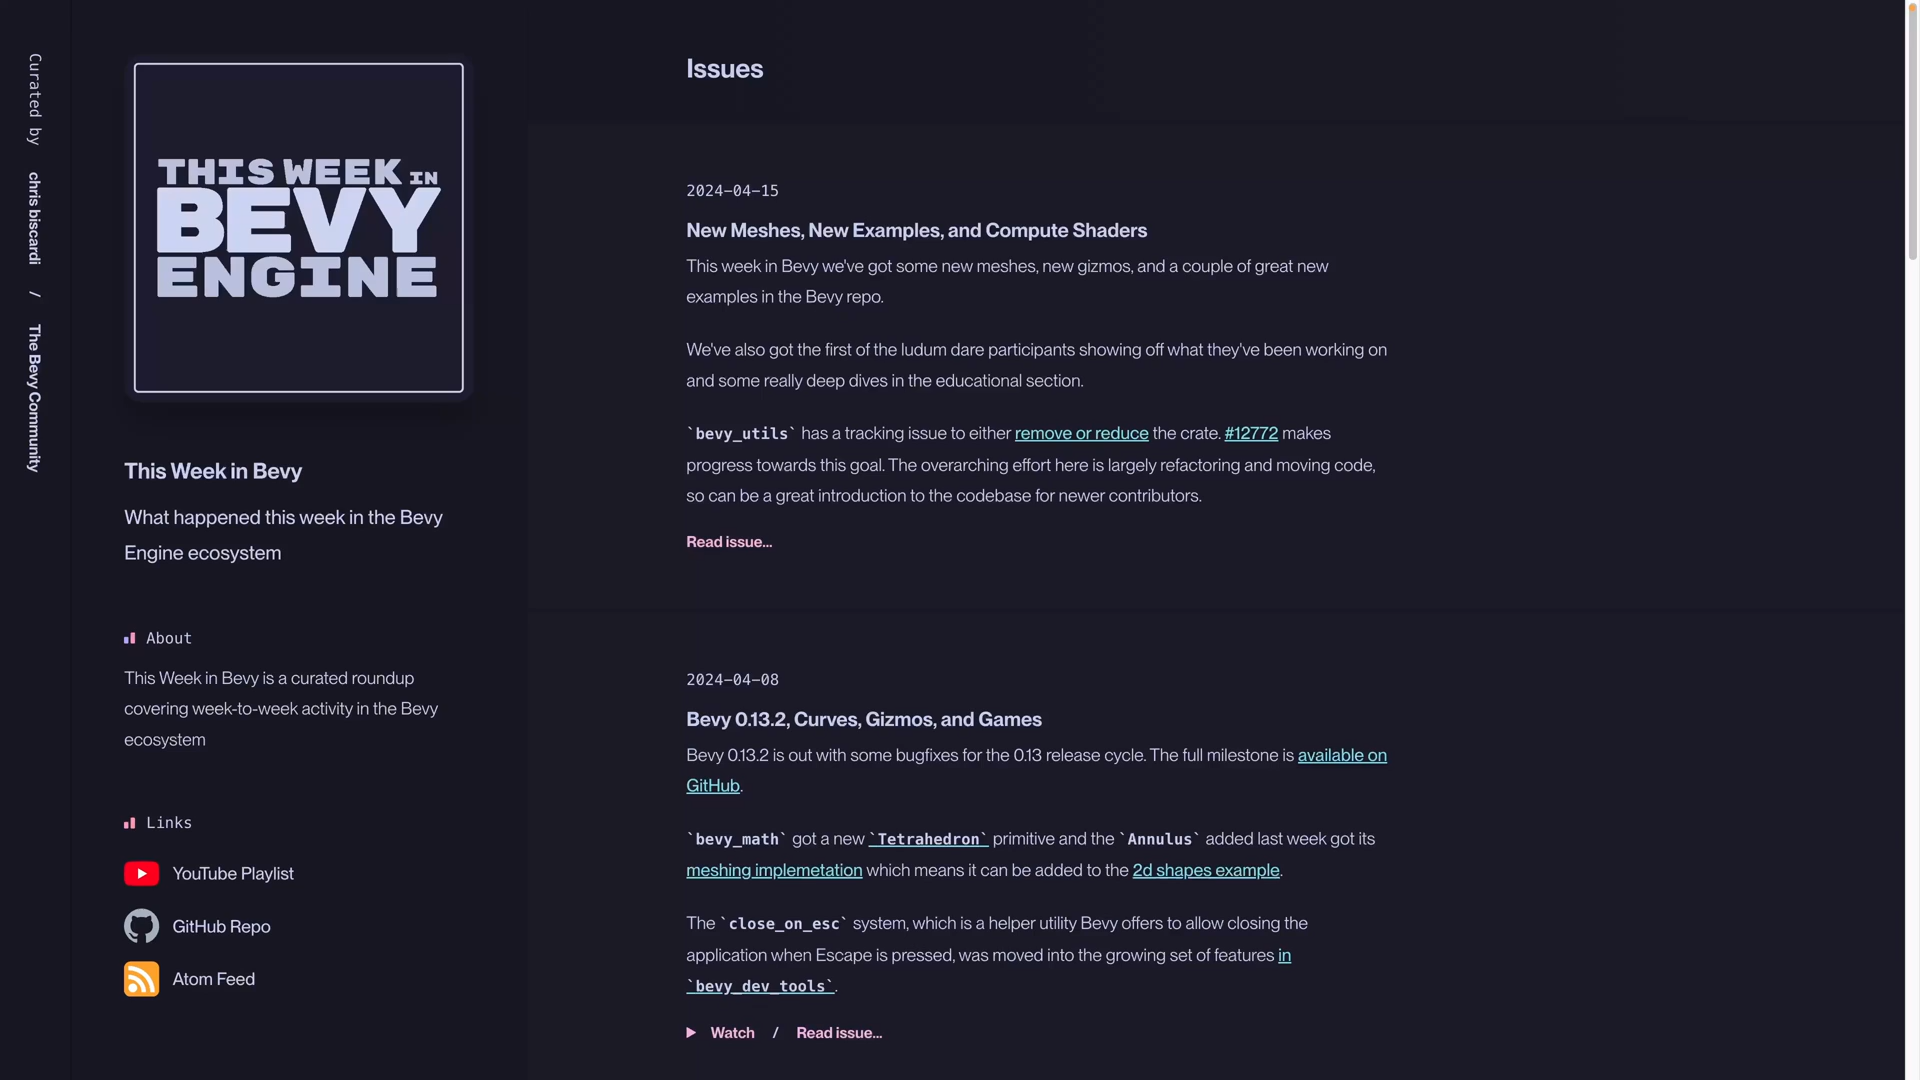 Curated by chris biscardi / The Bevy Community
THIS WEEK IN
BEVY
ENGINE
This Week in Bevy
What happened this week in the Bevy
Engine ecosystem
About
This Week in Bevy is a curated roundup
covering week-to-week activity in the Bevy
ecosystem
Links
YouTube Playlist
GitHub Repo
Atom Feed
Issues
2024-04-15
New Meshes, New Examples, and Compute Shaders
This week in Bevy we've got some new meshes, new gizmos, and a couple of great new
examples in the Bevy repo.
We've also got the first of the ludum dare participants showing off what they've been working on
and some really deep dives in the educational section.
`bevy_utils` has a tracking issue to either remove or reduce the crate. #12772 makes
progress towards this goal. The overarching effort here is largely refactoring and moving code,
so can be a great introduction to the codebase for newer contributors.
Read issue...
2024-04-08
Bevy 0.13.2, Curves, Gizmos, and Games
Bevy 0.13.2 is out with some bugfixes for the 0.13 release cycle. The full milestone is available on
GitHub.
`bevy_math` got a new `Tetrahedron` primitive and the `Annulus` added last week got its
meshing implemetation which means it can be added to the 2d shapes example.
The `close_on_esc` system, which is a helper utility Bevy offers to allow closing the
application when Escape is pressed, was moved into the growing set of features in
`bevy_dev_tools`.
Watch / Read issue...